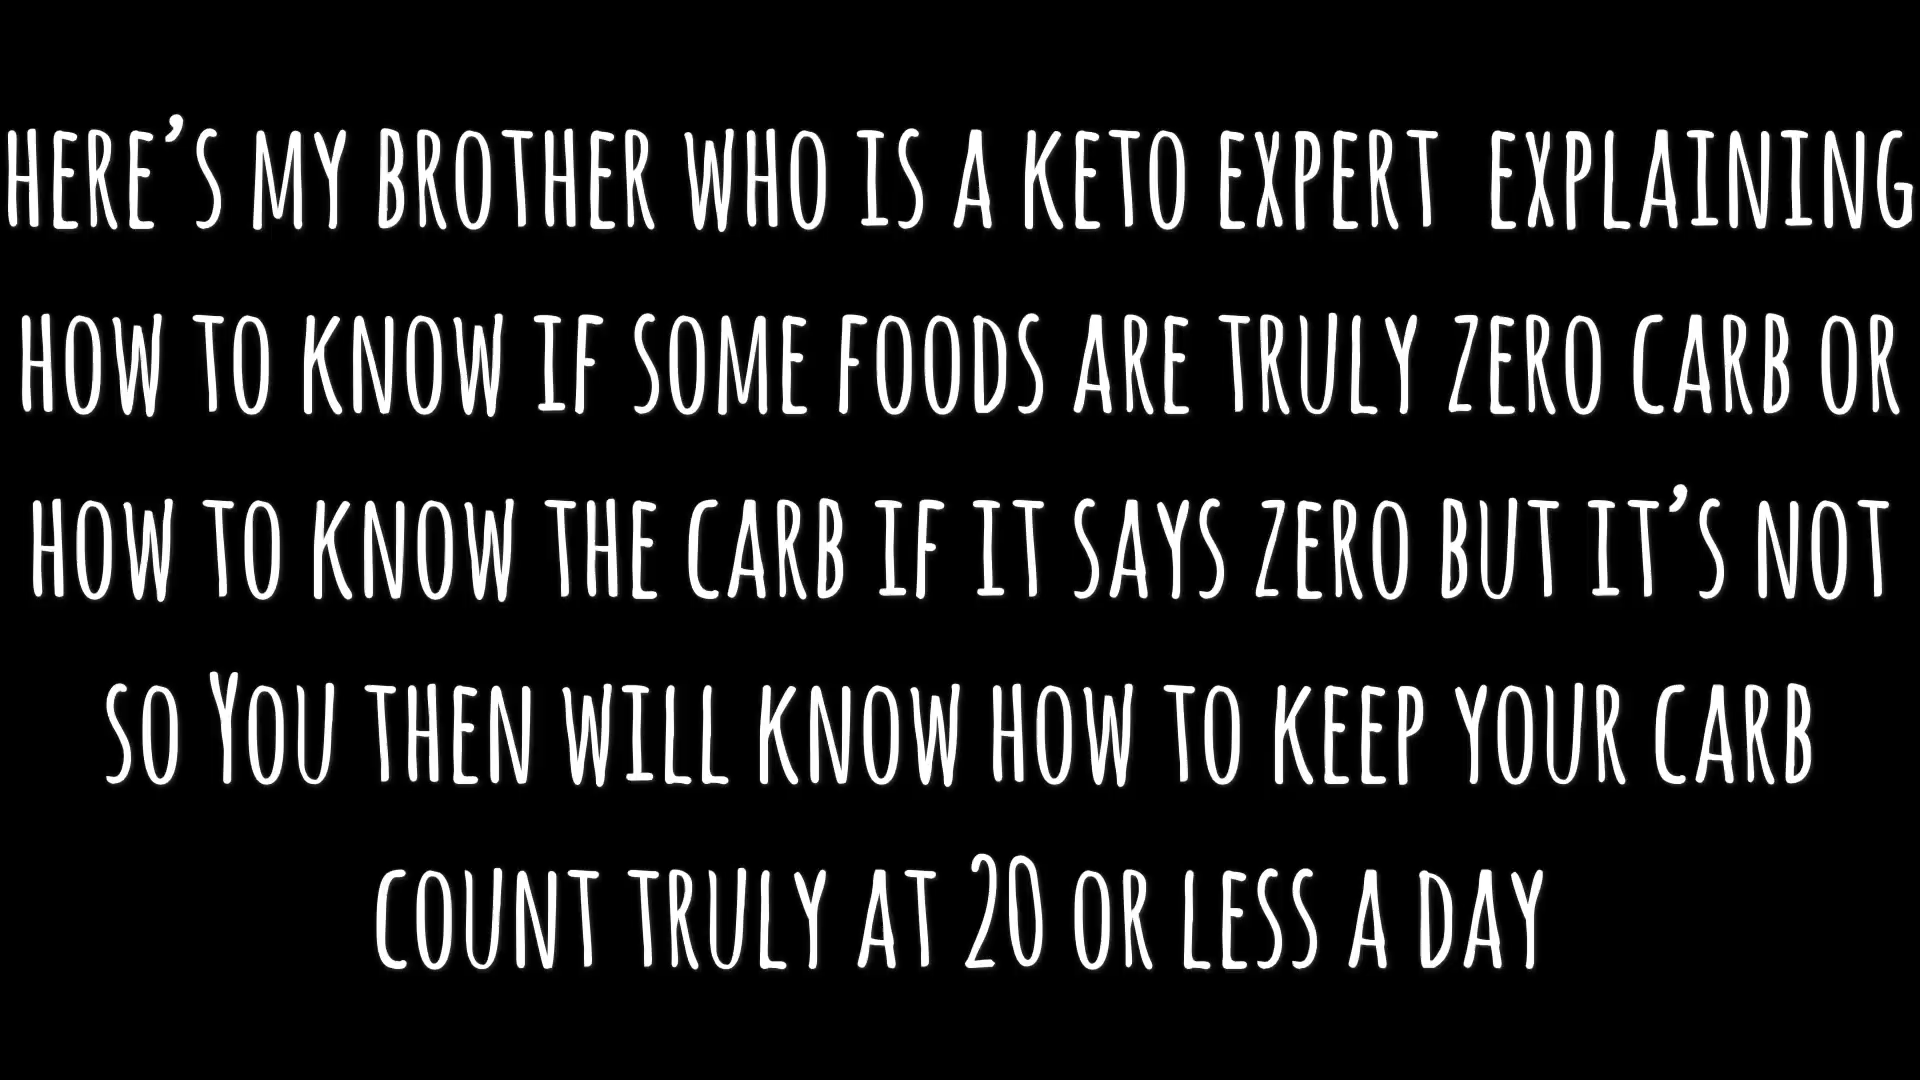 HERE’S MY BROTHER WHO IS A KETO EXPERT  EXPLAINING
HOW TO KNOW IF SOME FOODS ARE TRULY ZERO CARB OR
HOW TO KNOW THE CARB IF IT SAYS ZERO BUT IT’S NOT
SO YOU THEN WILL KNOW HOW TO KEEP YOUR CARB
COUNT TRULY AT 20 OR LESS A DAY